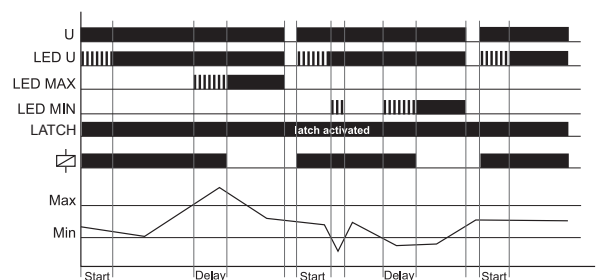 U
LED U
LED MAX
LED MIN
LATCH
latch activated
Max
Min
Start
Delay
Start
Delay
Start